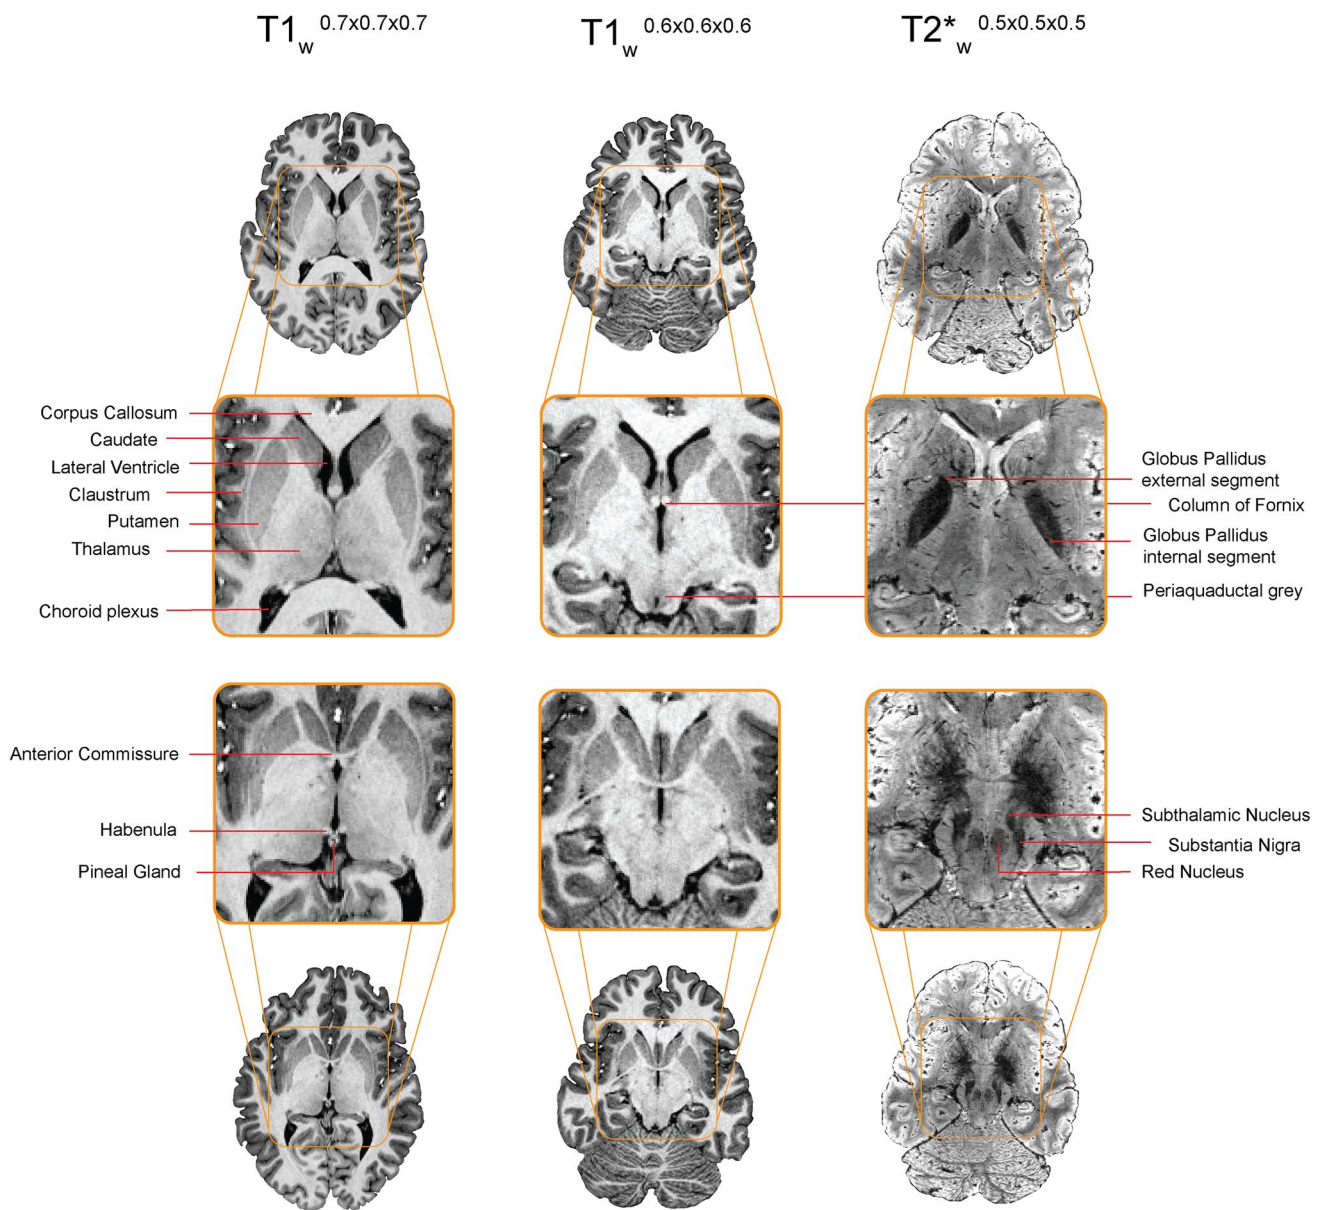 T1w 0.7x0.7x0.7
T1w 0.6x0.6x0.6
T2*w 0.5x0.5x0.5
Corpus Callosum
Caudate
Lateral Ventricle
Claustrum
Putamen
Thalamus
Choroid plexus
Globus Pallidus
external segment
Column of Fornix
Globus Pallidus
internal segment
Periaquaductal grey
Anterior Commissure
Habenula
Pineal Gland
Subthalamic Nucleus
Substantia Nigra
Red Nucleus